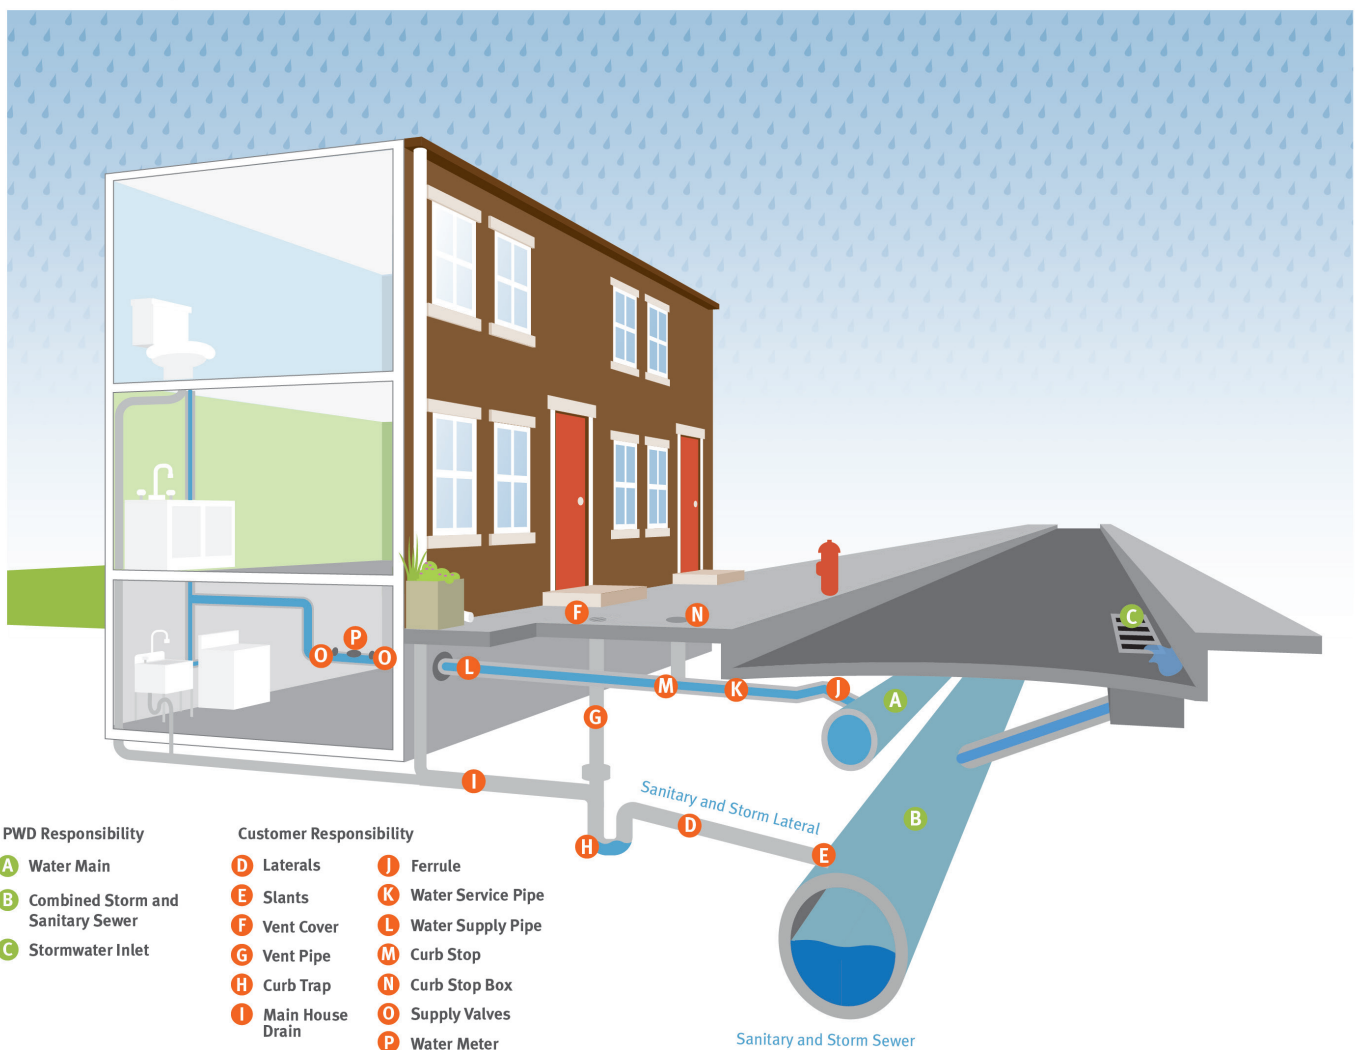 F
N
C
O
P
O
L
M
K
J
A
G
I
Sanitary and Storm Lateral
D
B
H
E
PWD Responsibility
A Water Main
B Combined Storm and
Sanitary Sewer
C Stormwater Inlet
Customer Responsibility
D Laterals
E Slants
F Vent Cover
G Vent Pipe
H Curb Trap
I Main House
Drain
J Ferrule
K Water Service Pipe
L Water Supply Pipe
M Curb Stop
N Curb Stop Box
O Supply Valves
P Water Meter
Sanitary and Storm Sewer